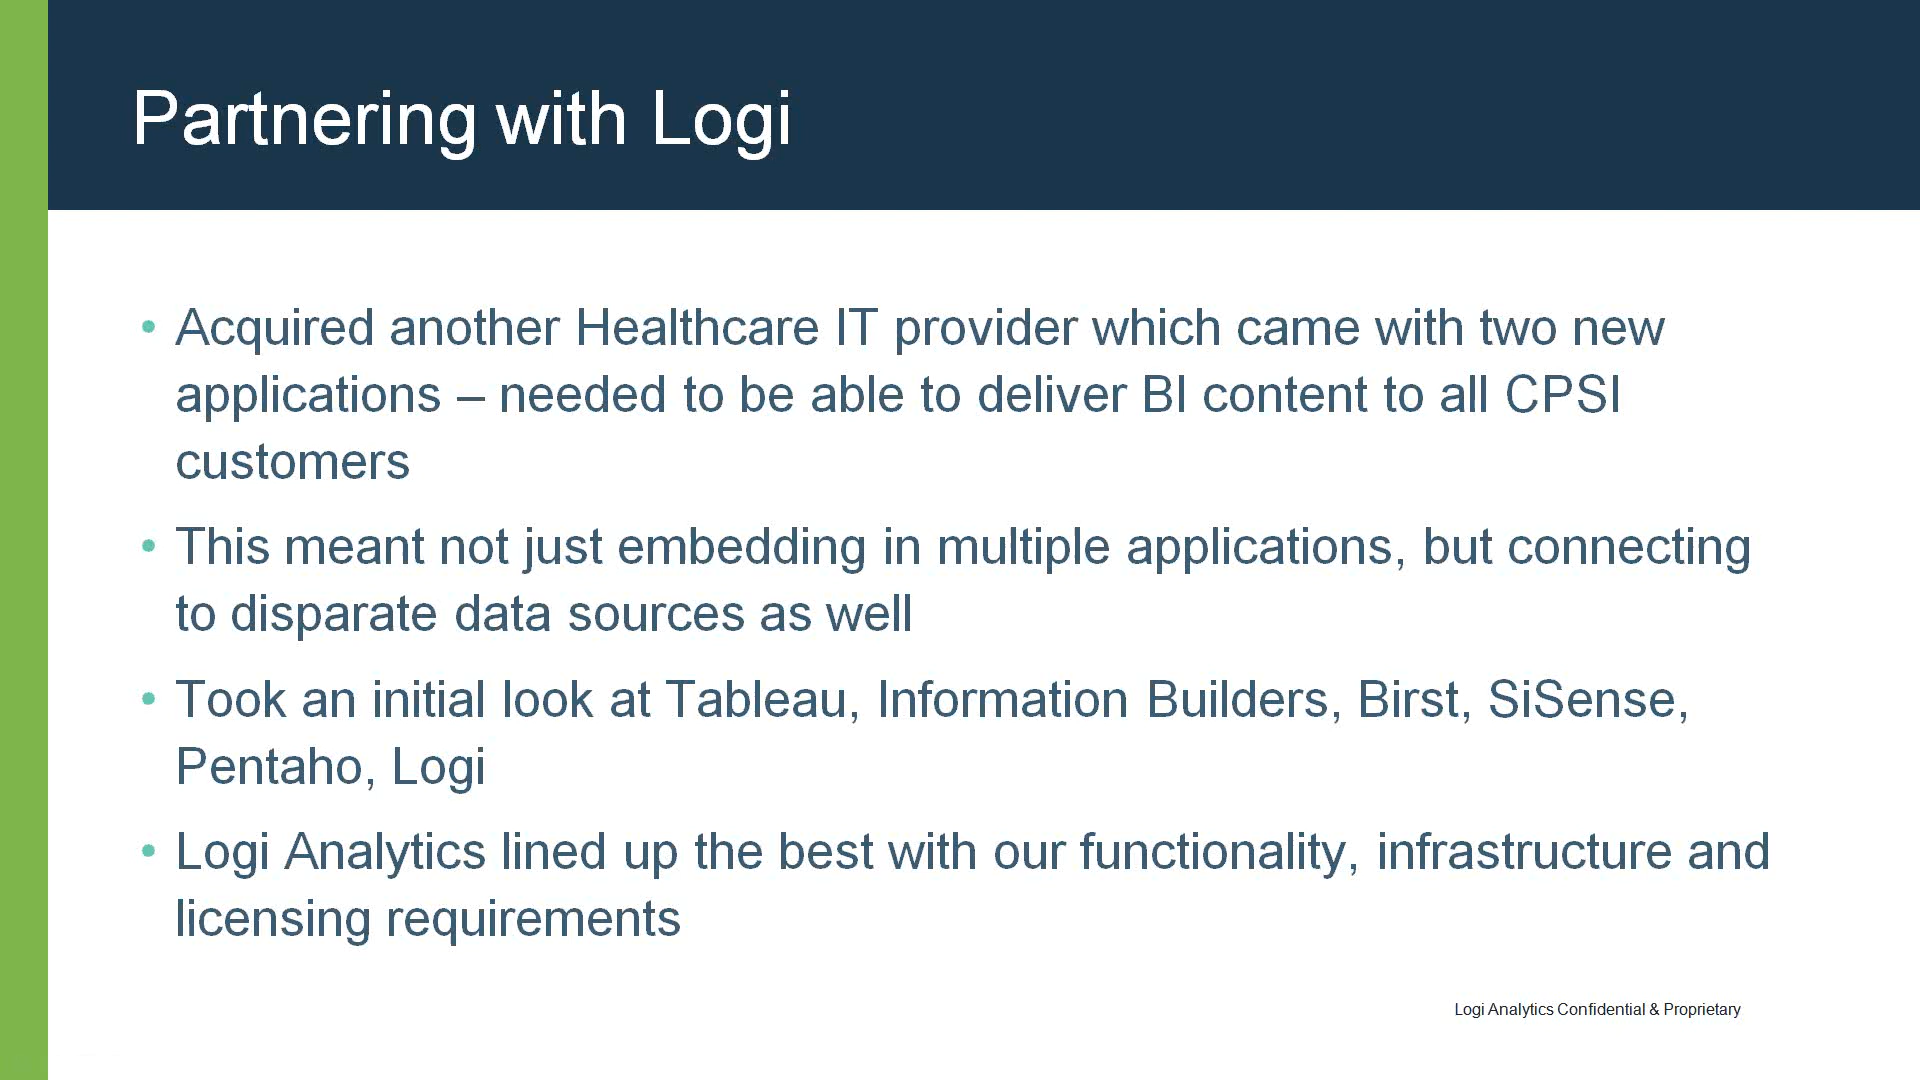 Partnering with Logi
• Acquired another Healthcare IT provider which came with two new
applications – needed to be able to deliver BI content to all CPSI
customers
• This meant not just embedding in multiple applications, but connecting
to disparate data sources as well
• Took an initial look at Tableau, Information Builders, Birst, SiSense,
Pentaho, Logi
• Logi Analytics lined up the best with our functionality, infrastructure and
licensing requirements
Logi Analytics Confidential & Proprietary